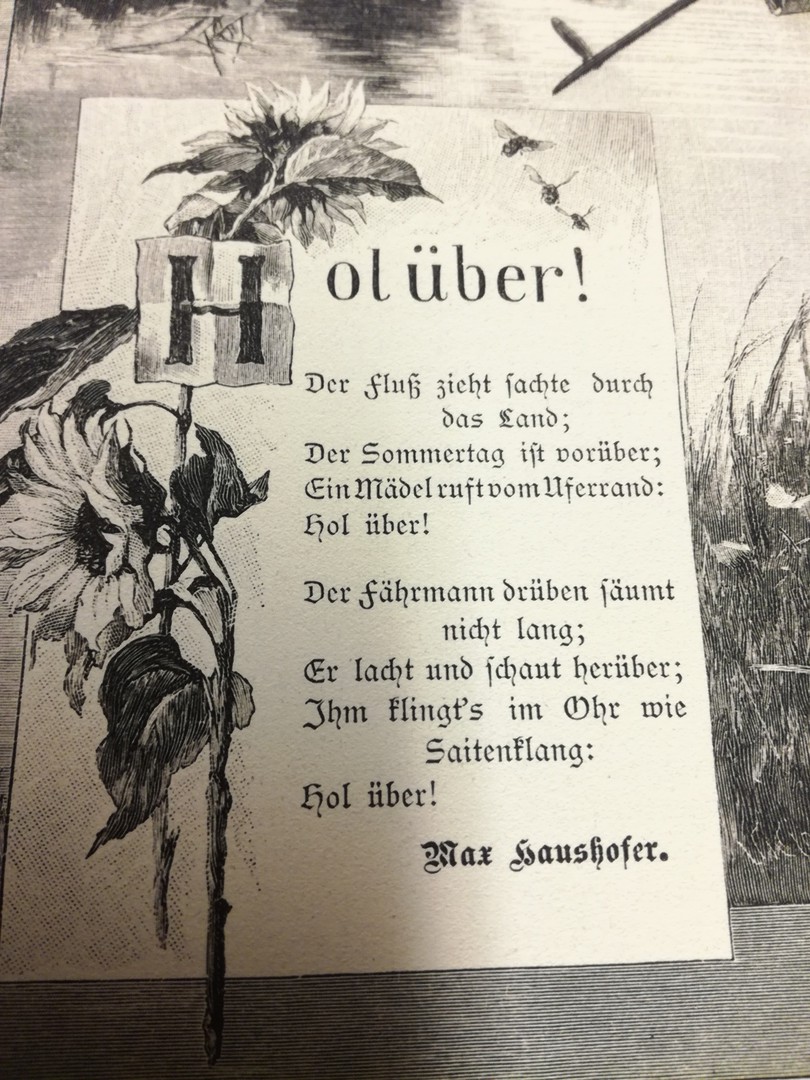 Hol über!
Der Fluß zieht sachte durch
das Land;
Der Sommertag ist vorüber;
Ein Mädel ruft vom Uferrand:
Hol über!
Der Fährmann drüben säumt
nicht lang;
Er lacht und schaut herüber;
Ihm klingt's im Ohr wie
Saitenklang:
Hol über!
Max Haushofer.